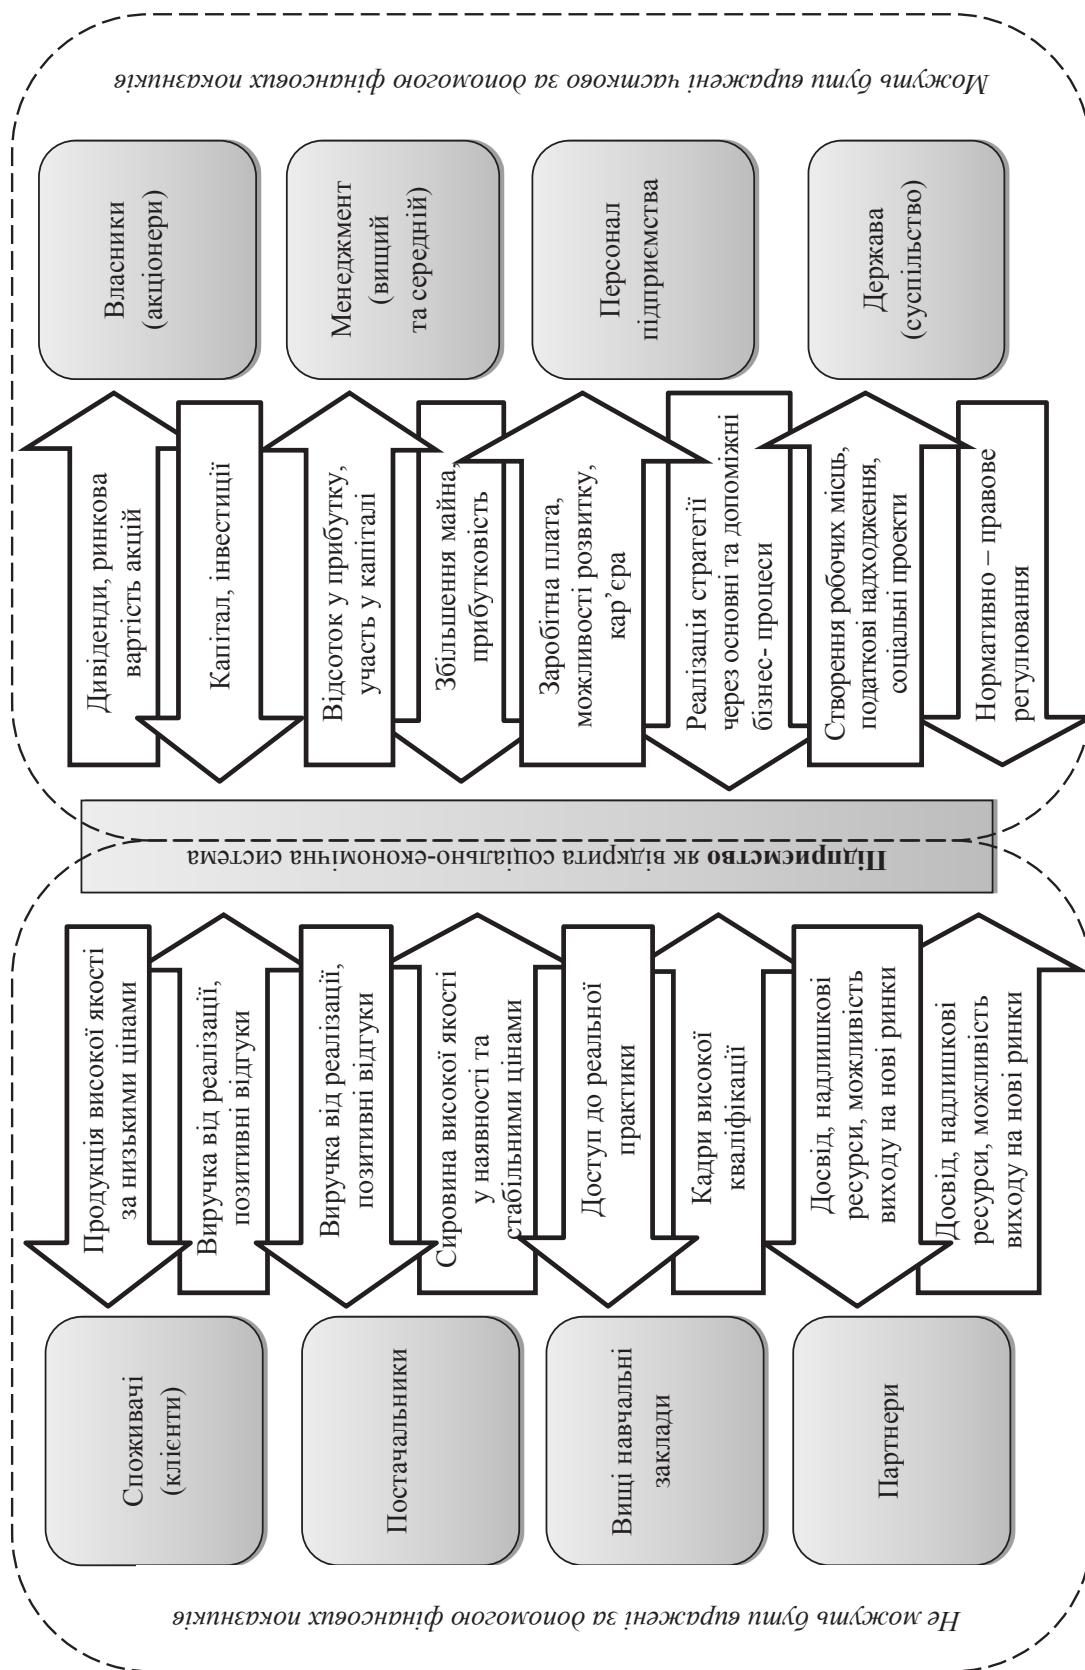 Не можуть бути виражені за допомогою фінансових показників
Споживачі
(клієнти)
Продукція високої якості
за низькими цінами
Виручка від реалізації,
позитивні відгуки
Постачальники
Виручка від реалізації,
позитивні відгуки
Сировина високої якості
у наявності та
стабільними цінами
Вищі навчальні
заклади
Доступ до реальної
практики
Кадри високої
кваліфікації
Партнери
Досвід, надлишкові
ресурси, можливість
виходу на нові ринки
Досвід, надлишкові
ресурси, можливість
виходу на нові ринки
Підприємство як відкрита соціально-економічна система
Дивіденди, ринкова
вартість акцій
Капітал, інвестиції
Власники
(акціонери)
Відсоток у прибутку,
участь у капіталі
Збільшення майна,
прибутковість
Менеджмент
(вищий
та середній)
Заробітна плата,
можливості розвитку,
кар’єра
Реалізація стратегії
через основні та допоміжні
бізнес- процеси
Персонал
підприємства
Створення робочих місць,
податкові надходження,
соціальні проекти
Нормативно – правове
регулювання
Держава
(суспільство)
Можуть бути виражені частково за допомогою фінансових показників